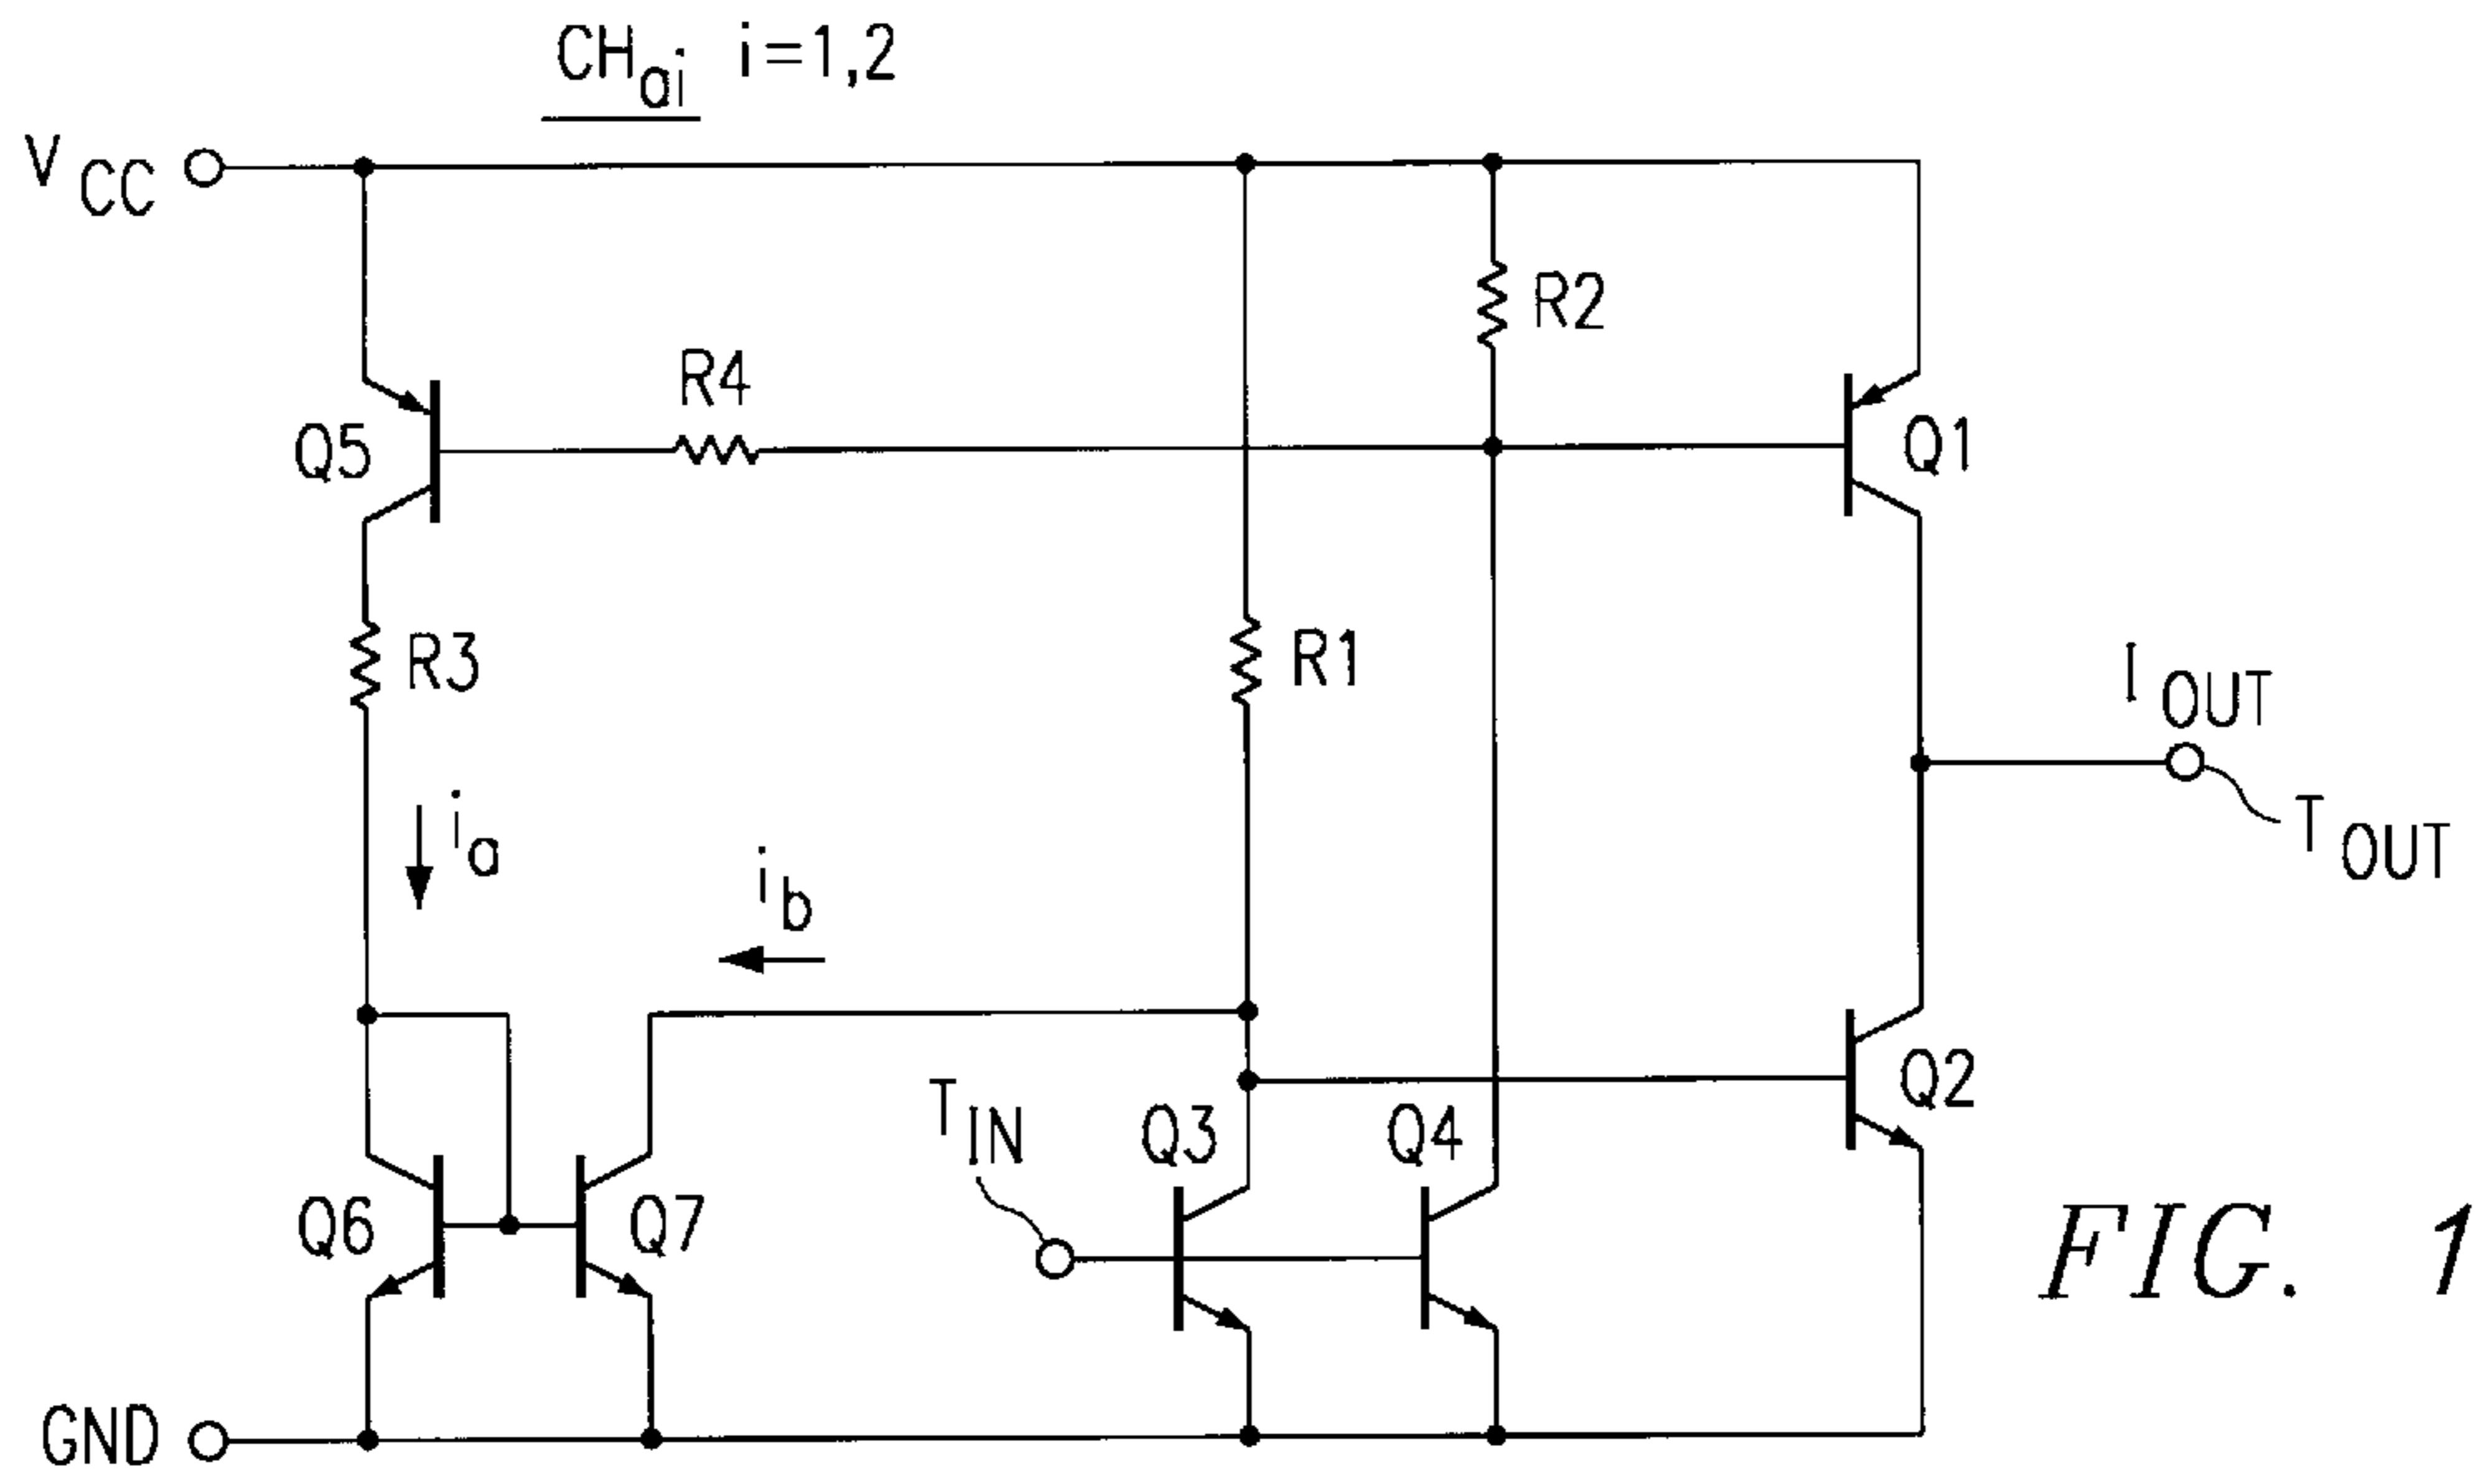 CHai i=1,2
VCC
R2
R4
Q5
Q1
R3
R1
IOUT
ia
TOUT
ib
TIN
Q3
Q4
Q2
Q6
Q7
FIG. 1
GND